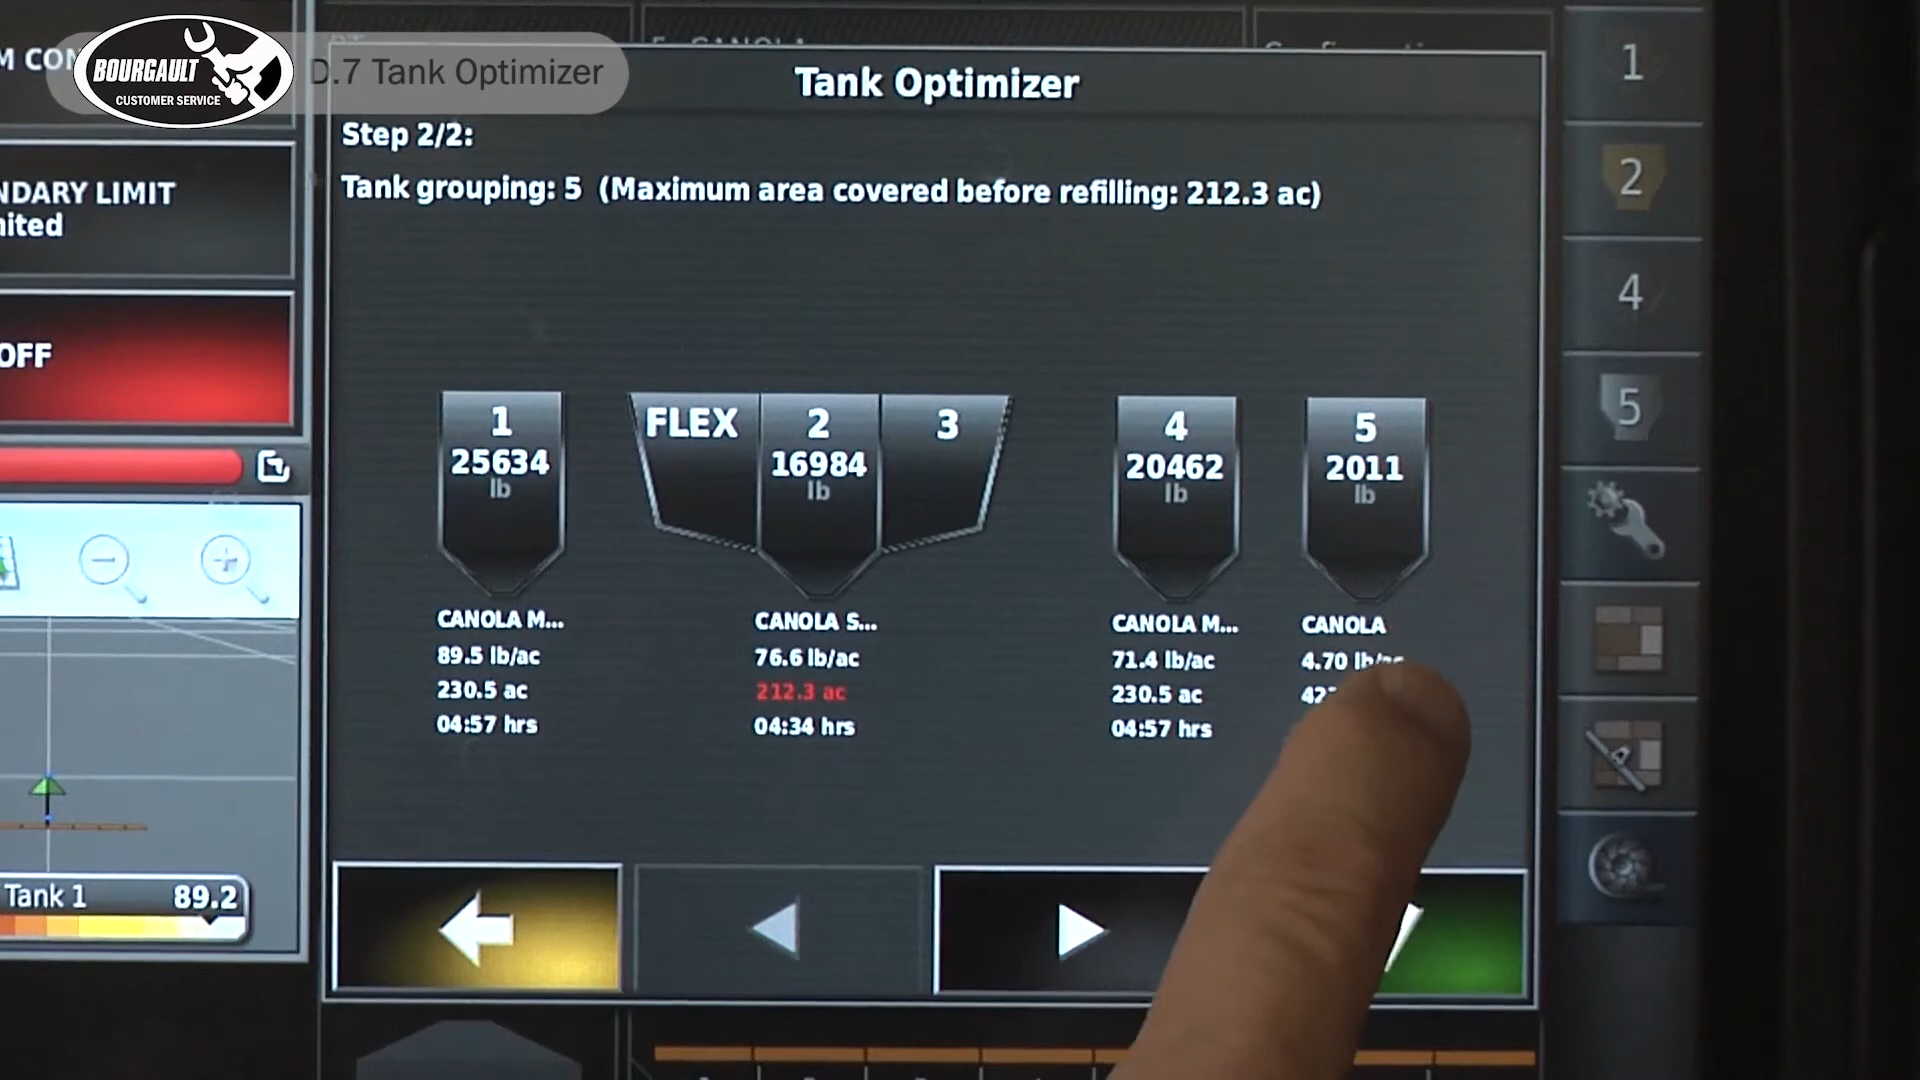 BOURGAULT
CUSTOMER SERVICE
D.7 Tank Optimizer
M CON
NDARY LIMIT
OFF
Tank 1 89.2
Tank Optimizer
Step 2/2:
Tank grouping: 5 (Maximum area covered before refilling: 212.3 ac)
1 FLEX 2 3 4 5
25634 16984 20462 2011
lb lb lb lb
CANOLA M... CANOLA S... CANOLA M... CANOLA
89.5 lb/ac 76.6 lb/ac 71.4 lb/ac 4.70 lb/ac
230.5 ac 212.3 ac 230.5 ac
04:57 hrs 04:34 hrs 04:57 hrs
1
2
4
5